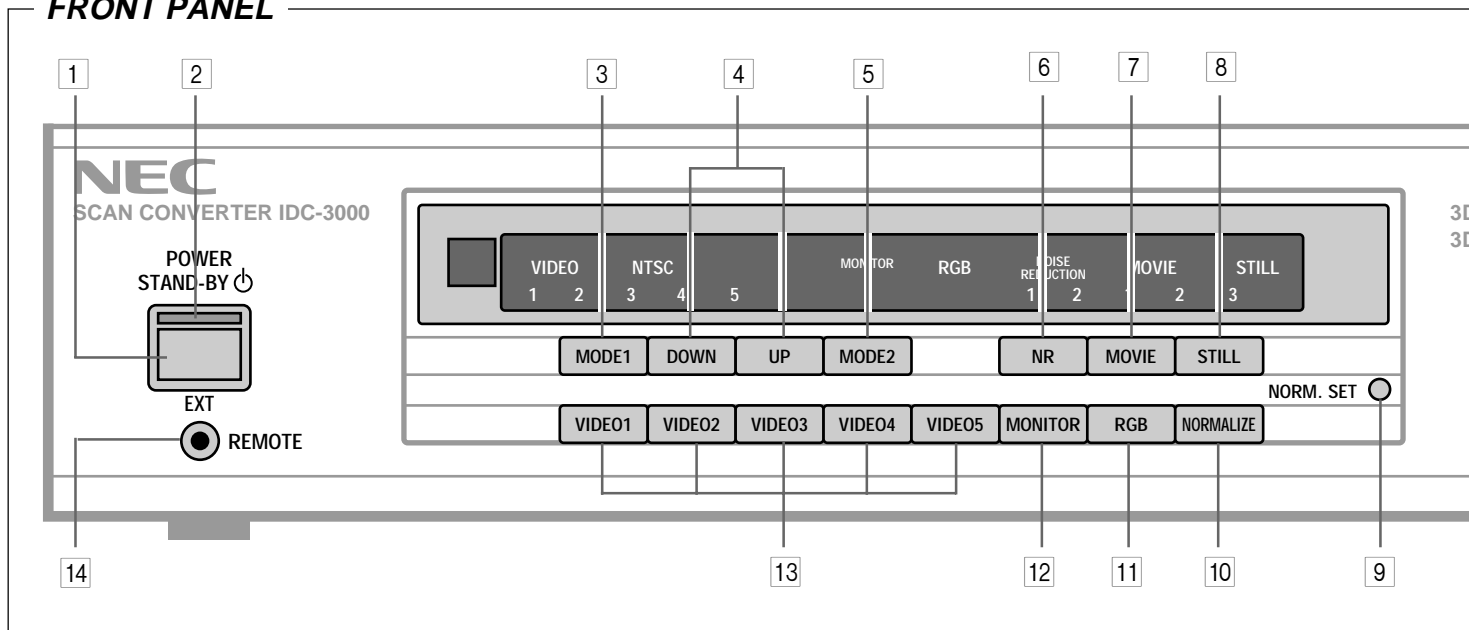 FRONT PANEL
1 2 3 4 5 6 7 8
NEC
SCAN CONVERTER IDC-3000
3D
3D
POWER
STAND-BY
VIDEO NTSC MONITOR RGB NOISE REDUCTION MOVIE STILL
1 2 3 4 5 1 2 1 2 3
MODE1 DOWN UP MODE2 NR MOVIE STILL
EXT
REMOTE
NORM. SET
VIDEO1 VIDEO2 VIDEO3 VIDEO4 VIDEO5 MONITOR RGB NORMALIZE
14 13 12 11 10 9